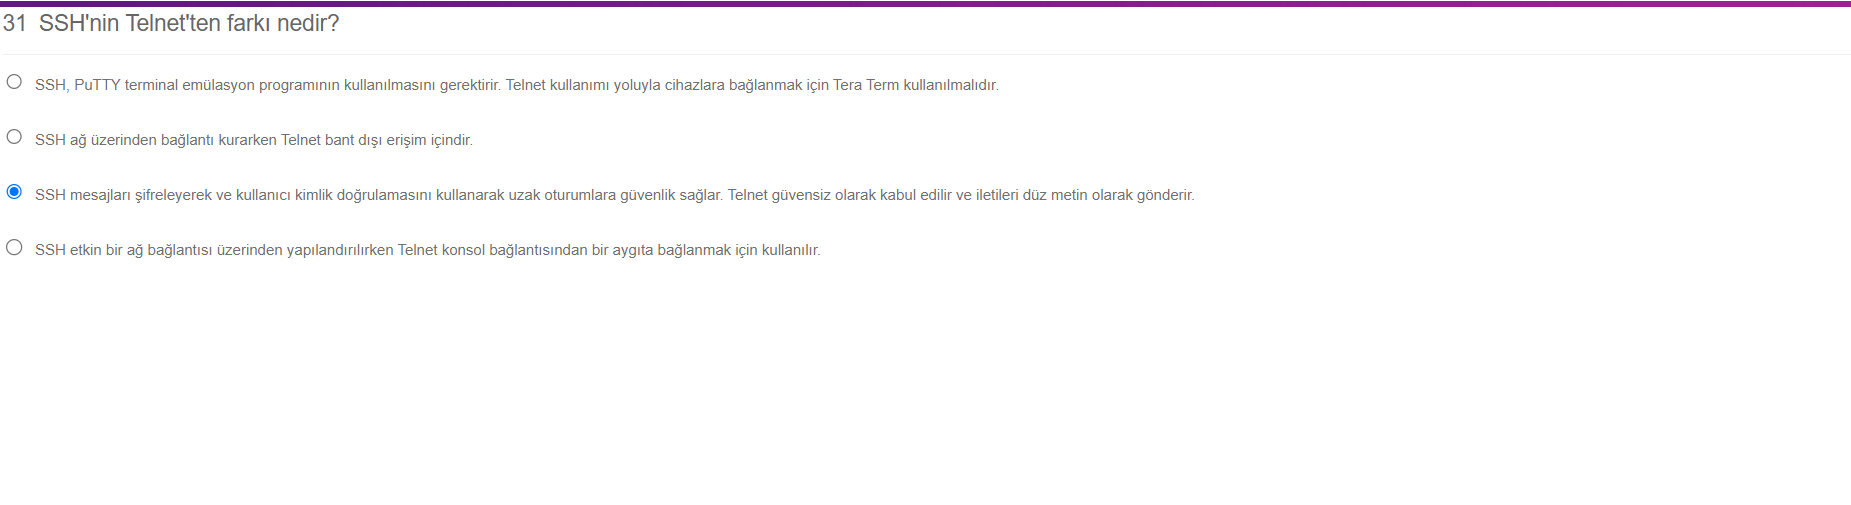 31 SSH'nin Telnet'ten farkı nedir?
SSH, PuTTY terminal emülasyon programının kullanılmasını gerektirir. Telnet kullanımı yoluyla cihazlara bağlanmak için Tera Term kullanılmalıdır.
SSH ağ üzerinden bağlantı kurarken Telnet bant dışı erişim içindir.
SSH mesajları şifreleyerek ve kullanıcı kimlik doğrulamasını kullanarak uzak oturumlara güvenlik sağlar. Telnet güvensiz olarak kabul edilir ve iletileri düz metin olarak gönderir.
SSH etkin bir ağ bağlantısı üzerinden yapılandırılırken Telnet konsol bağlantısından bir aygıta bağlanmak için kullanılır.